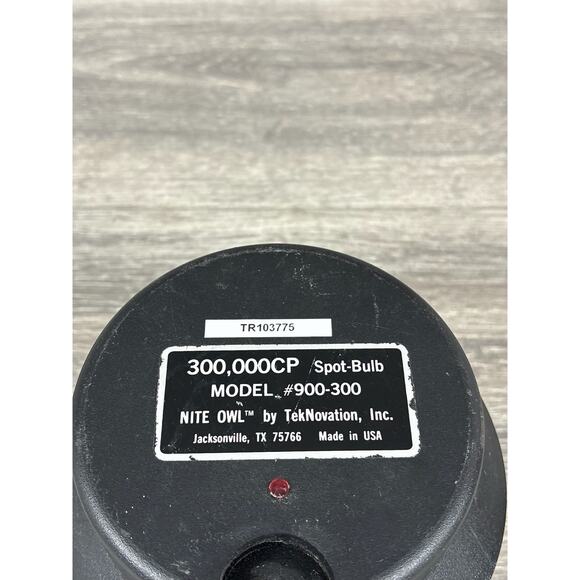 TR103775
300,000CP Spot-Bulb
MODEL #900-300
NITE OWL™ by TekNovation, Inc.
Jacksonville, TX 75766 Made in USA